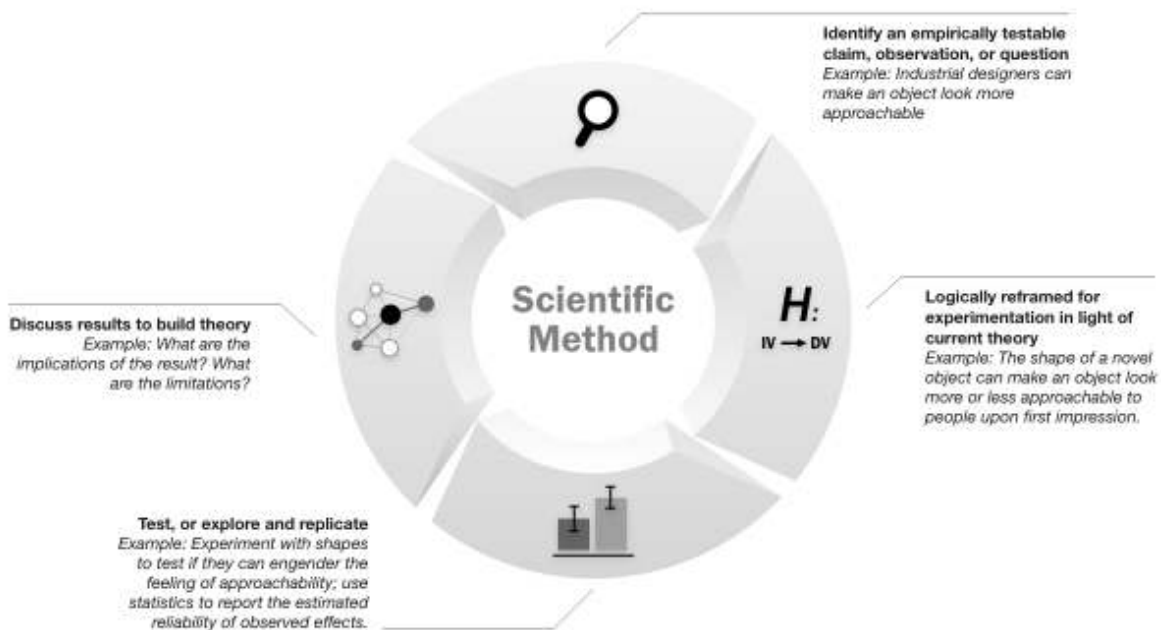 Identify an empirically testable
claim, observation, or question
Example: Industrial designers can
make an object look more
approachable
Scientific
Method
H:
IV → DV
Logically reframed for
experimentation in light of
current theory
Example: The shape of a novel
object can make an object look
more or less approachable to
people upon first impression.
Discuss results to build theory
Example: What are the
implications of the result? What
are the limitations?
Test, or explore and replicate
Example: Experiment with shapes
to test if they can engender the
feeling of approachability; use
statistics to report the estimated
reliability of observed effects.